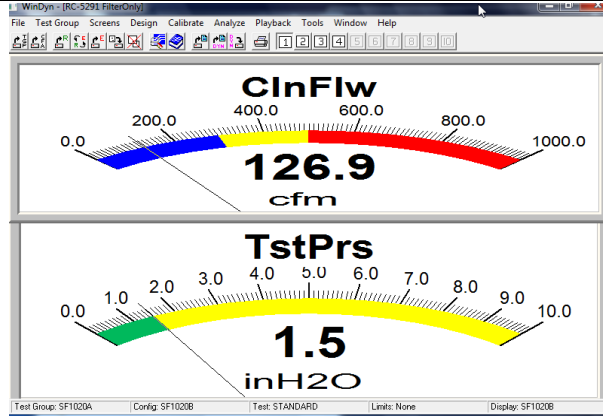 WinDyn - [RC-5291 FilterOnly]
File Test Group Screens Design Calibrate Analyze Playback Tools Window Help
1 2 3 4 5 6 7 8 9 10
ClnFlw
0.0 200.0 400.0 600.0 800.0 1000.0
126.9
cfm
TstPrs
0.0 1.0 2.0 3.0 4.0 5.0 6.0 7.0 8.0 9.0 10.0
1.5
inH2O
Test Group: SF1020A Config: SF1020B Test: STANDARD Limits: None Display: SF1020B